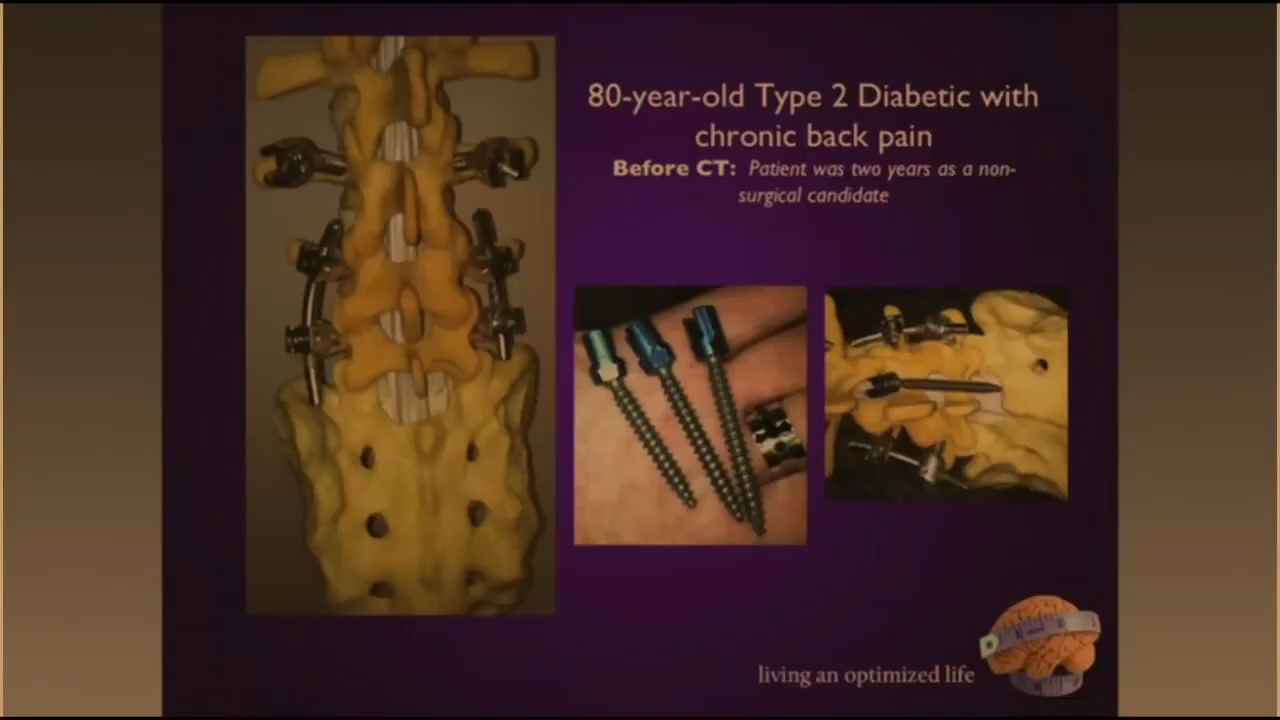 80-year-old Type 2 Diabetic with
chronic back pain
Before CT: Patient was two years as a non-
surgical candidate
living an optimized life